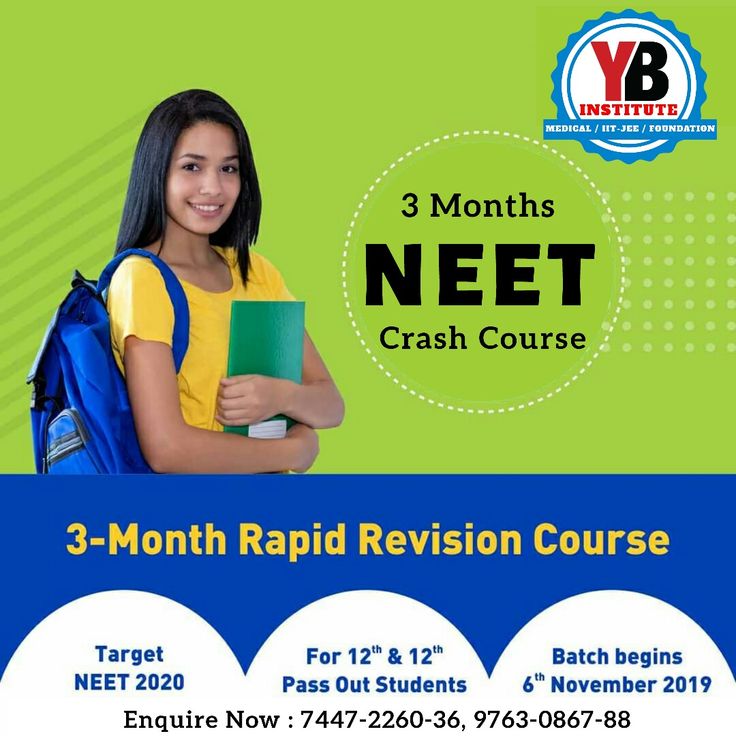 YB
INSTITUTE
MEDICAL / IIT-JEE / FOUNDATION
3 Months
NEET
Crash Course
3-Month Rapid Revision Course
Target
NEET 2020
For 12th & 12th
Pass Out Students
Batch begins
6th November 2019
Enquire Now : 7447-2260-36, 9763-0867-88